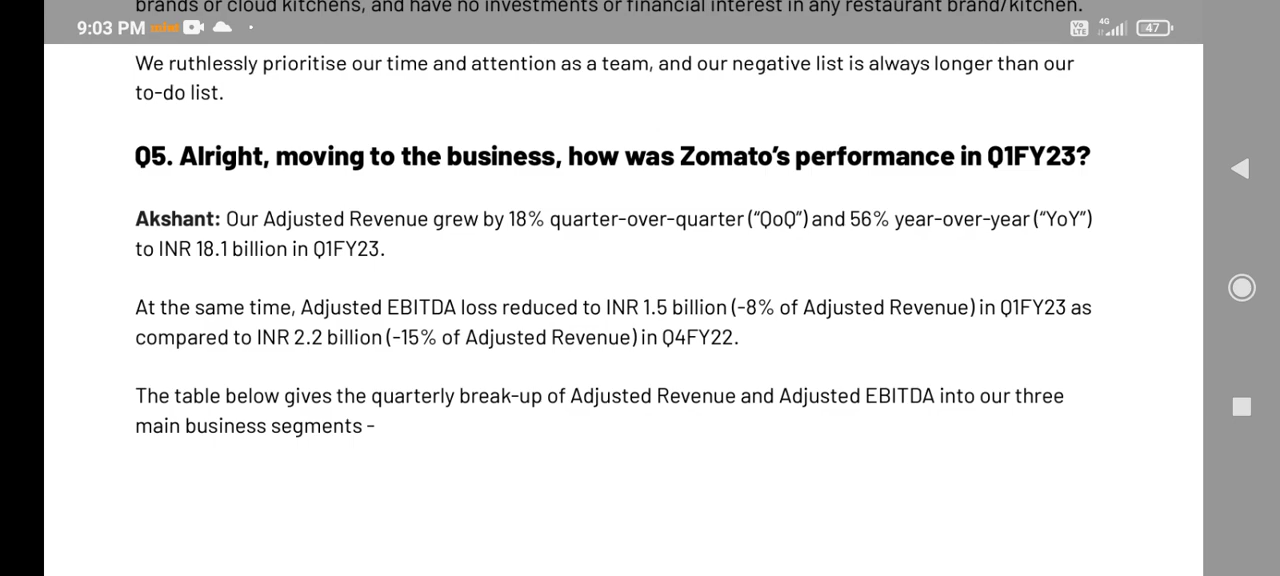 brands or cloud kitchens, and have no investments or financial interest in any restaurant brand/kitchen.
9:03 PM
4G
Vo
LTE
47
We ruthlessly prioritise our time and attention as a team, and our negative list is always longer than our
to-do list.
Q5. Alright, moving to the business, how was Zomato's performance in Q1FY23?
Akshant: Our Adjusted Revenue grew by 18% quarter-over-quarter (“QoQ”) and 56% year-over-year (“YoY”)
to INR 18.1 billion in Q1FY23.
At the same time, Adjusted EBITDA loss reduced to INR 1.5 billion (-8% of Adjusted Revenue) in Q1FY23 as
compared to INR 2.2 billion (-15% of Adjusted Revenue) in Q4FY22.
The table below gives the quarterly break-up of Adjusted Revenue and Adjusted EBITDA into our three
main business segments -